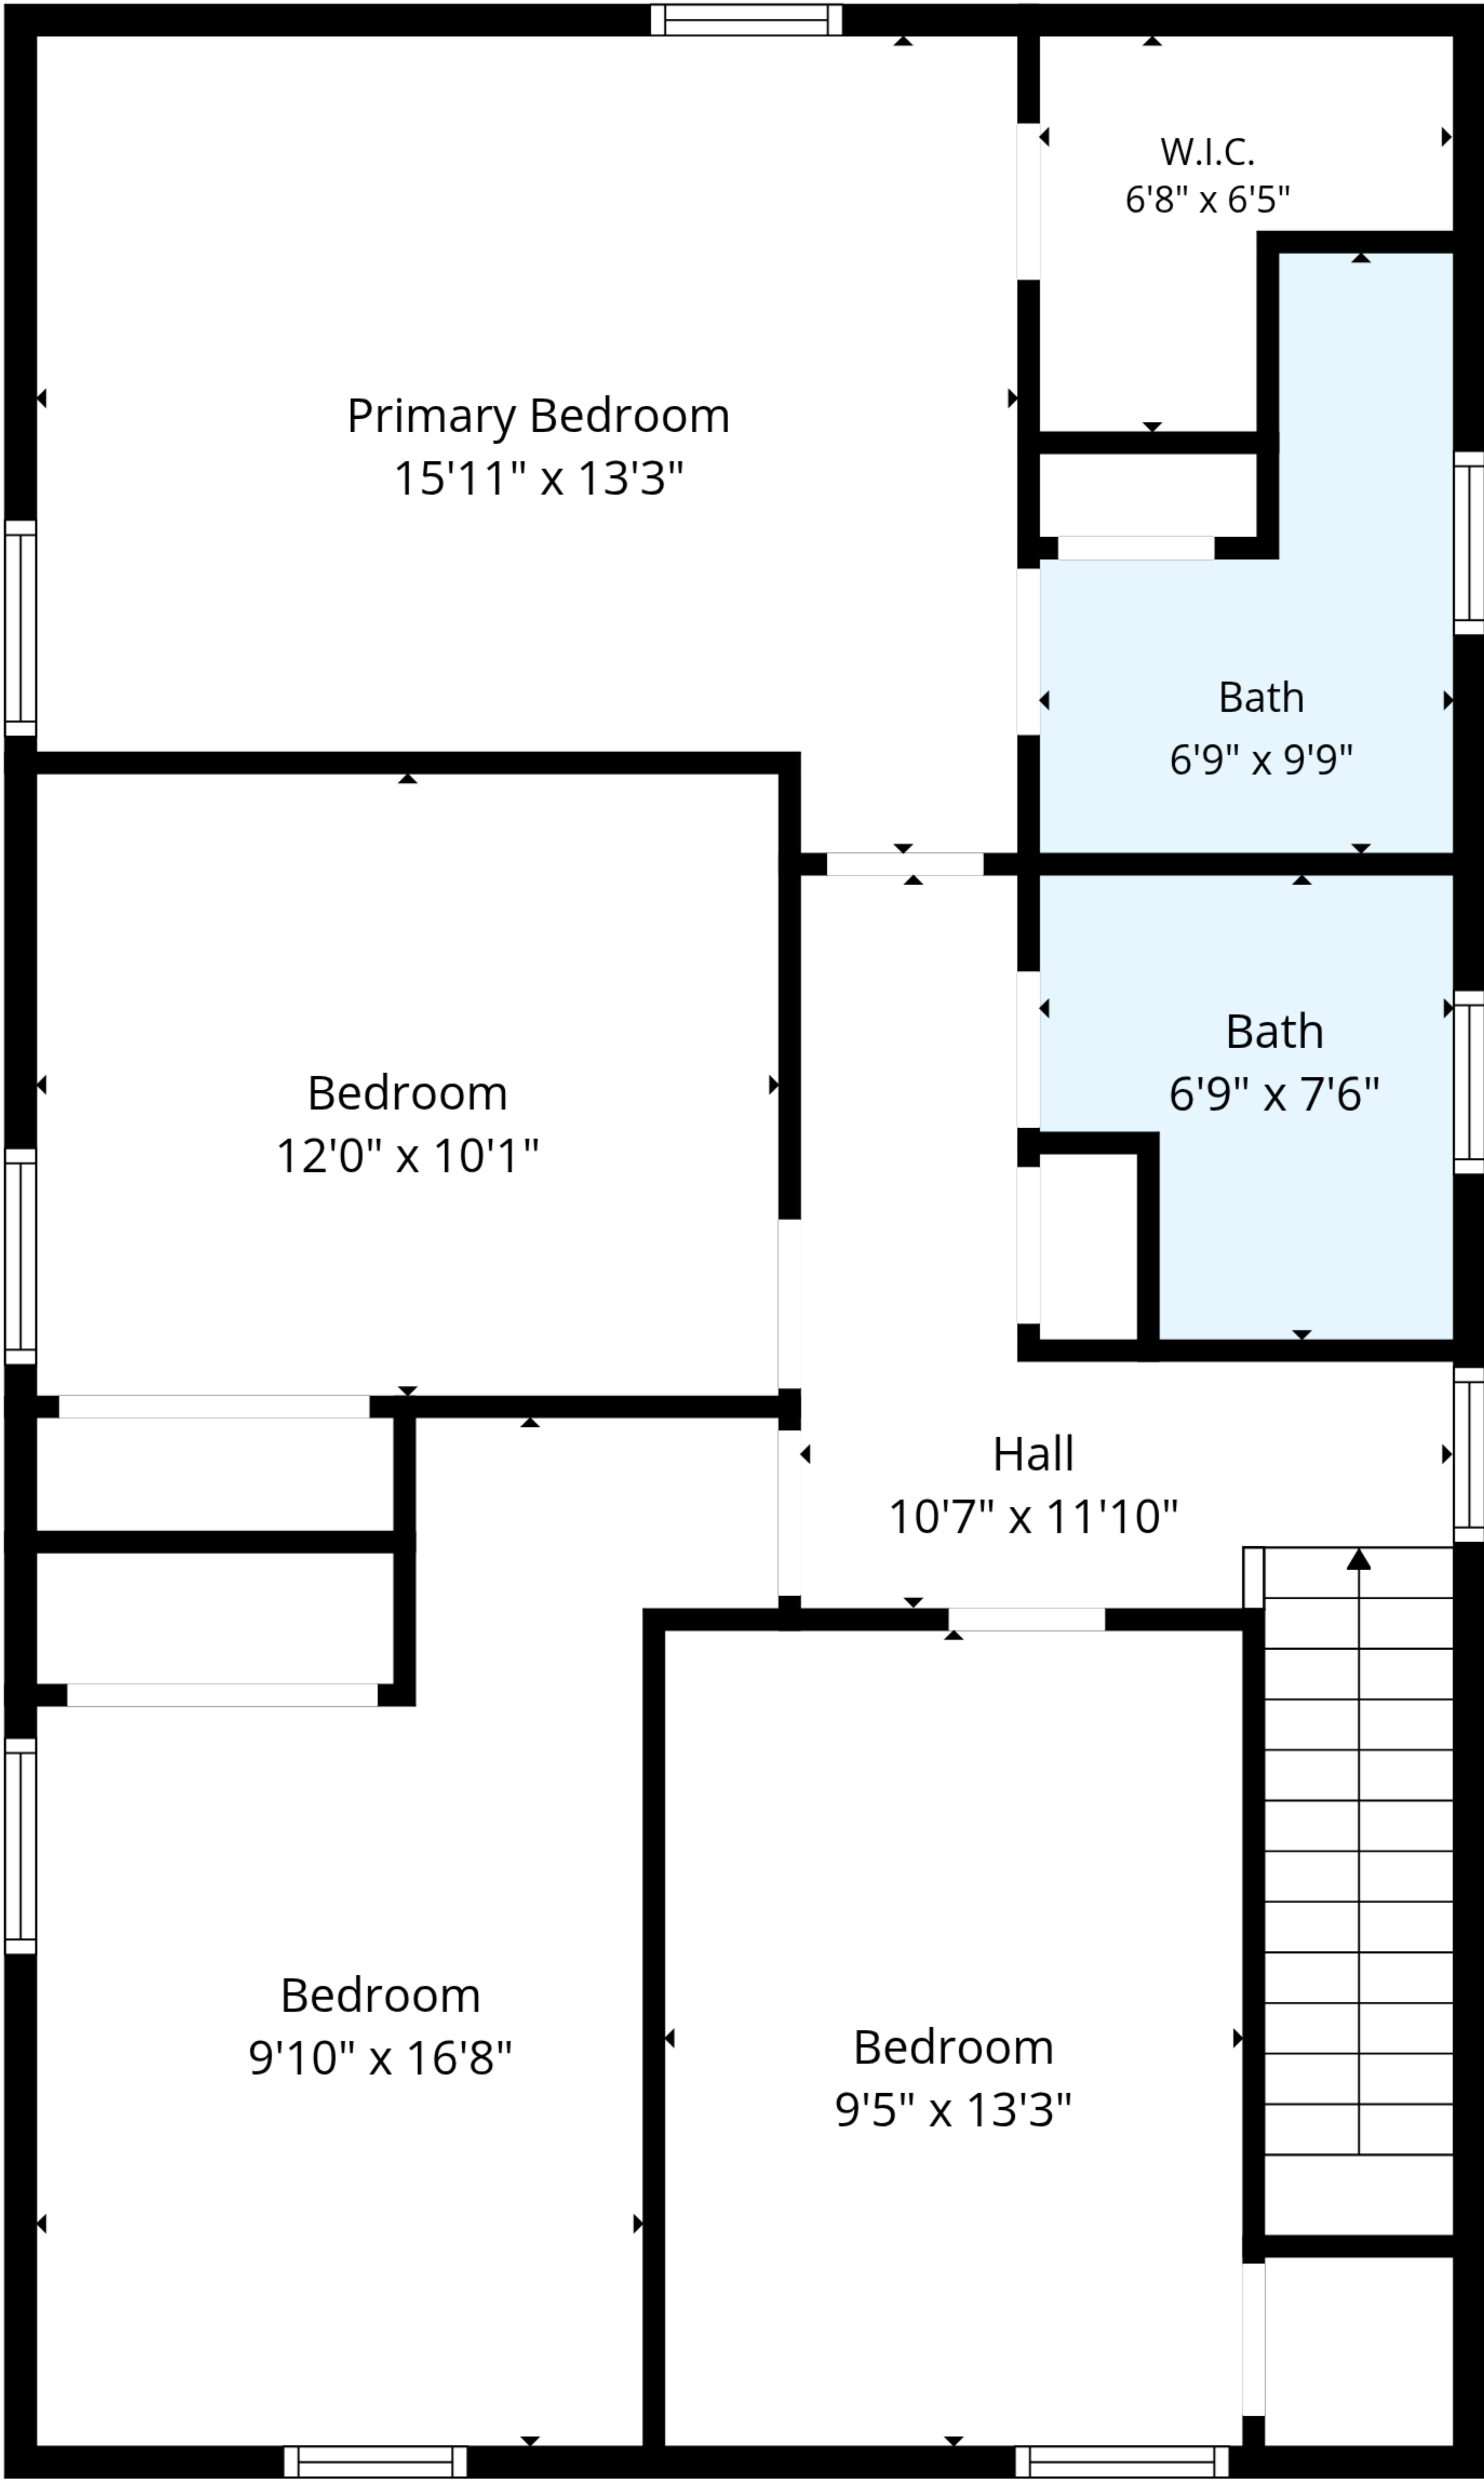 W.I.C.
6'8" x 6'5"
Primary Bedroom
15'11" x 13'3"
Bath
6'9" x 9'9"
Bath
6'9" x 7'6"
Bedroom
12'0" x 10'1"
Hall
10'7" x 11'10"
Bedroom
9'10" x 16'8"
Bedroom
9'5" x 13'3"